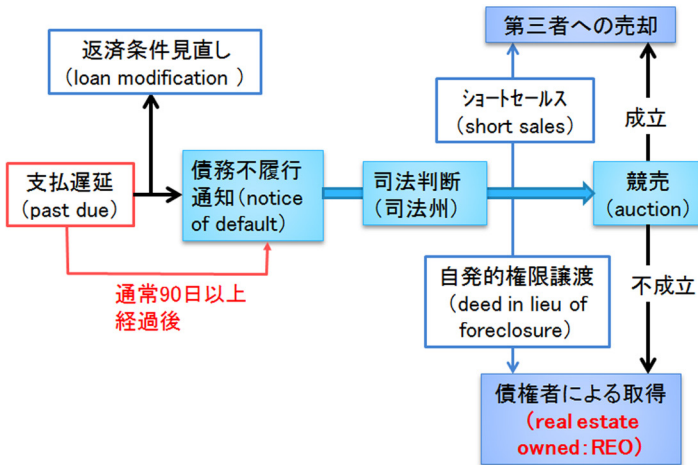 第三者への売却
返済条件見直し
(loan modification )
ショートセールス
(short sales)
成立
支払遅延
(past due)
債務不履行
通知(notice
of default)
司法判断
(司法州)
競売
(auction)
通常90日以上
経過後
自発的権限譲渡
(deed in lieu of
foreclosure)
不成立
債権者による取得
(real estate
owned:REO)